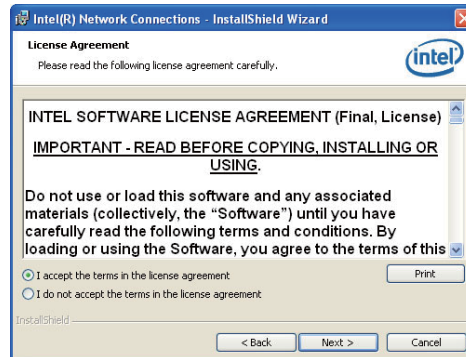 Intel(R) Network Connections - InstallShield Wizard
License Agreement
Please read the following license agreement carefully.
intel
INTEL SOFTWARE LICENSE AGREEMENT (Final, License)
IMPORTANT - READ BEFORE COPYING, INSTALLING OR
USING.
Do not use or load this software and any associated
materials (collectively, the “Software”) until you have
carefully read the following terms and conditions. By
loading or using the Software, you agree to the terms of this
I accept the terms in the license agreement
Print
I do not accept the terms in the license agreement
InstallShield
< Back Next > Cancel